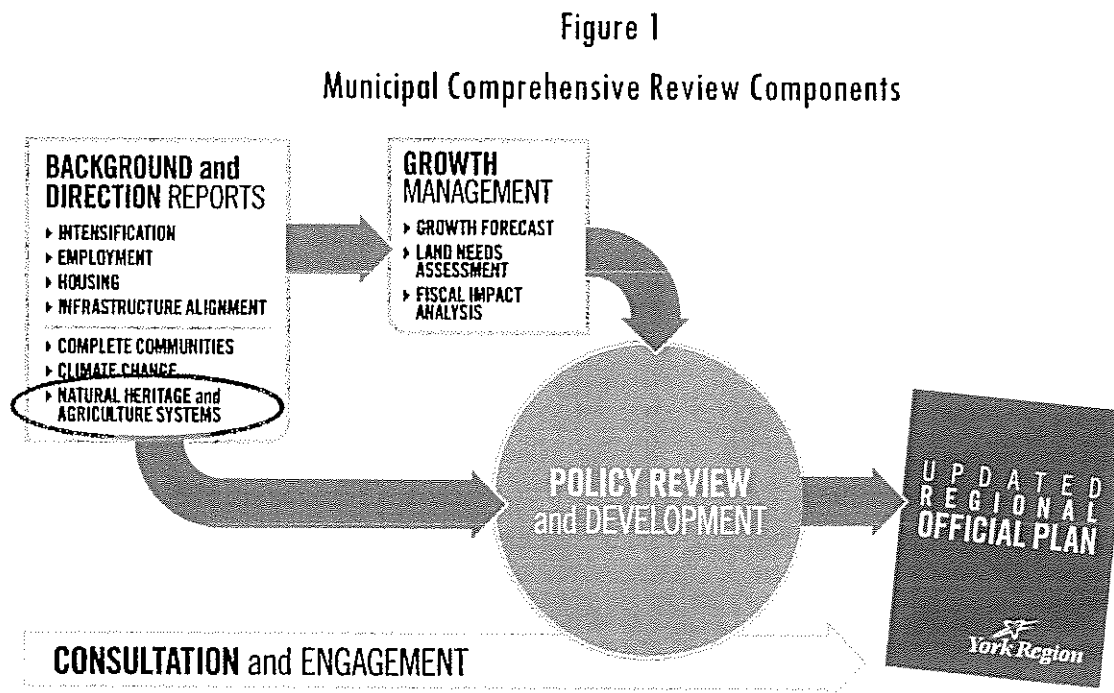 Figure 1
Municipal Comprehensive Review Components
BACKGROUND and
DIRECTION REPORTS
INTENSIFICATION
EMPLOYMENT
HOUSING
INFRASTRUCTURE ALIGNMENT
COMPLETE COMMUNITIES
CLIMATE CHANGE
NATURAL HERITAGE and
AGRICULTURE SYSTEMS
GROWTH
MANAGEMENT
GROWTH FORECAST
LAND NEEDS
ASSESSMENT
FISCAL IMPACT
ANALYSIS
POLICY REVIEW
and DEVELOPMENT
UPDATED
REGIONAL
OFFICIAL PLAN
York Region
CONSULTATION and ENGAGEMENT